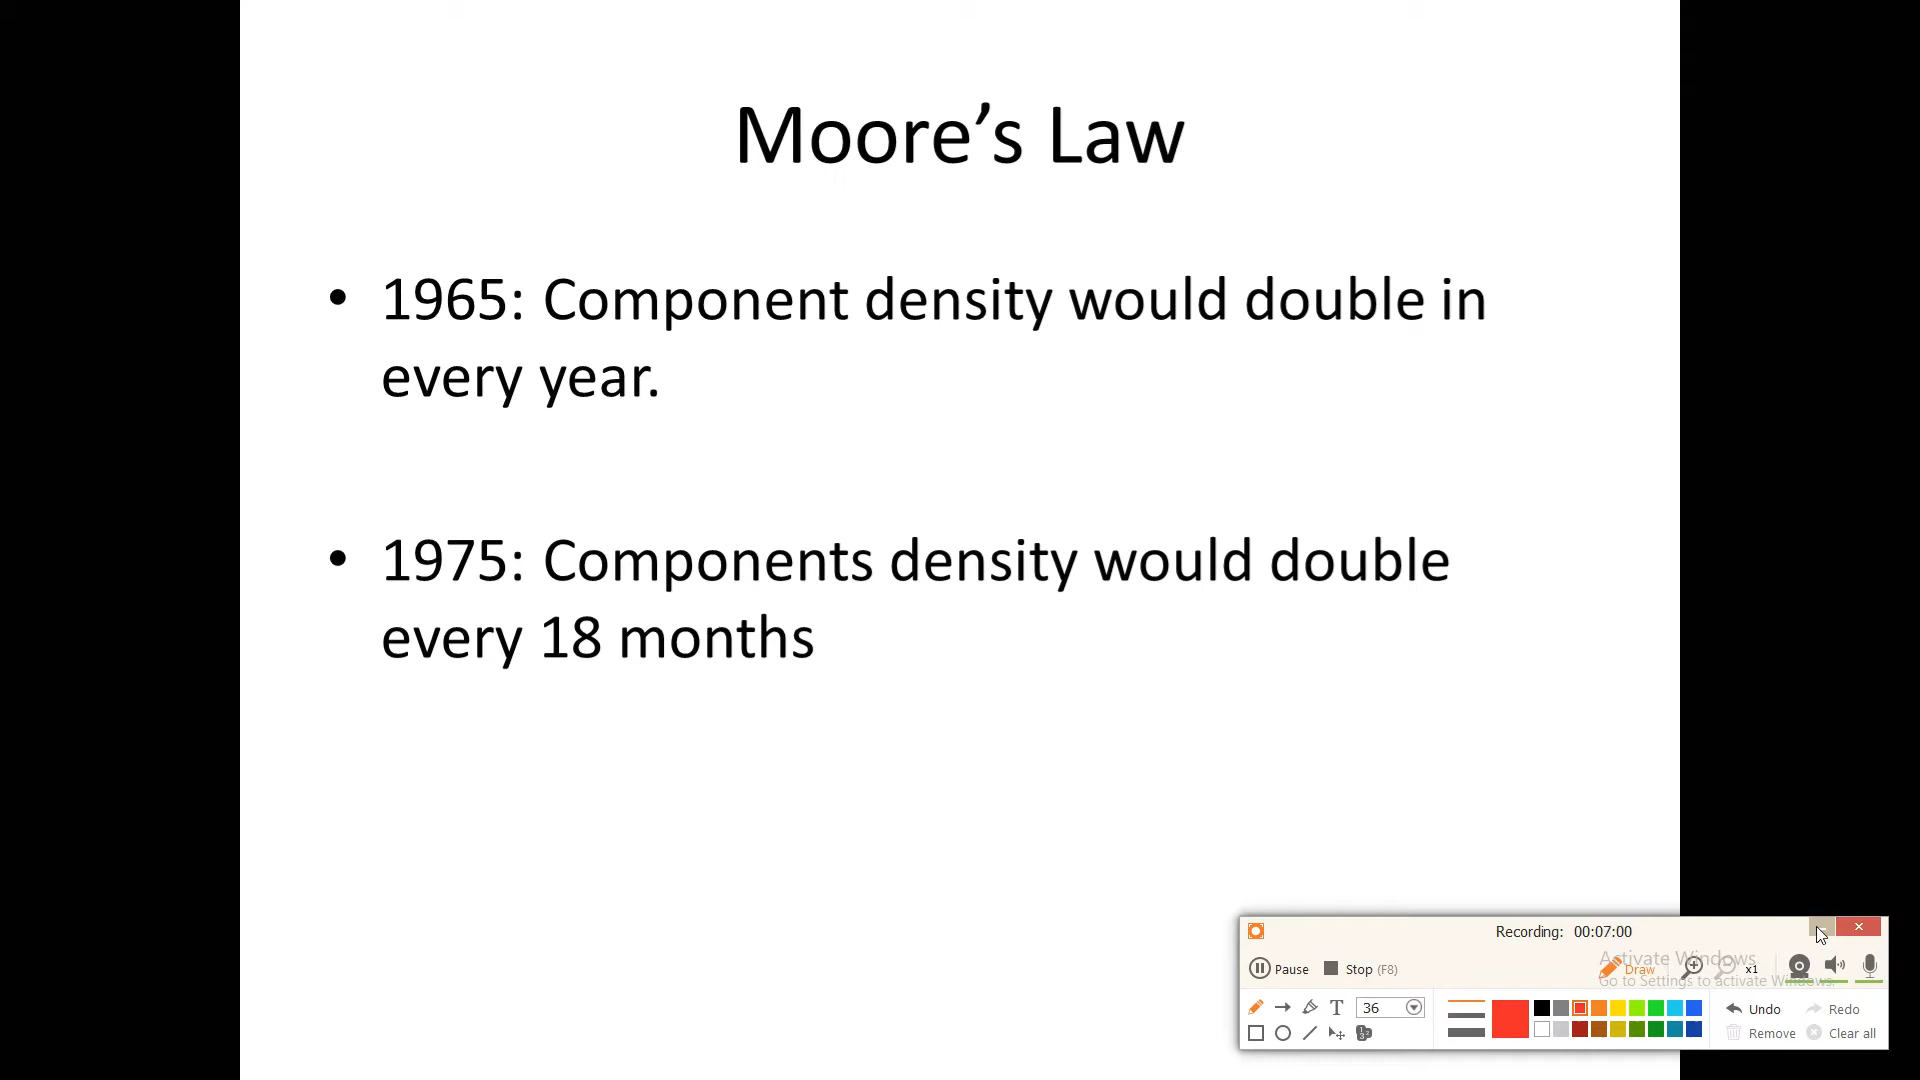 Moore’s Law
• 1965: Component density would double in
every year.
• 1975: Components density would double
every 18 months
Recording: 00:07:00
Activate Windows
Pause Stop (F8) Draw x1
Go to Settings to activate Windows.
T 36 Undo Redo
Remove Clear all